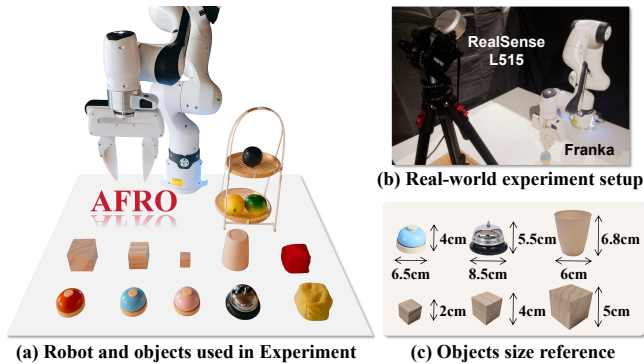 AFRO
(a) Robot and objects used in Experiment
RealSense
L515
Franka
(b) Real-world experiment setup
4cm
6.5cm
5.5cm
8.5cm
6.8cm
6cm
2cm
4cm
5cm
(c) Objects size reference